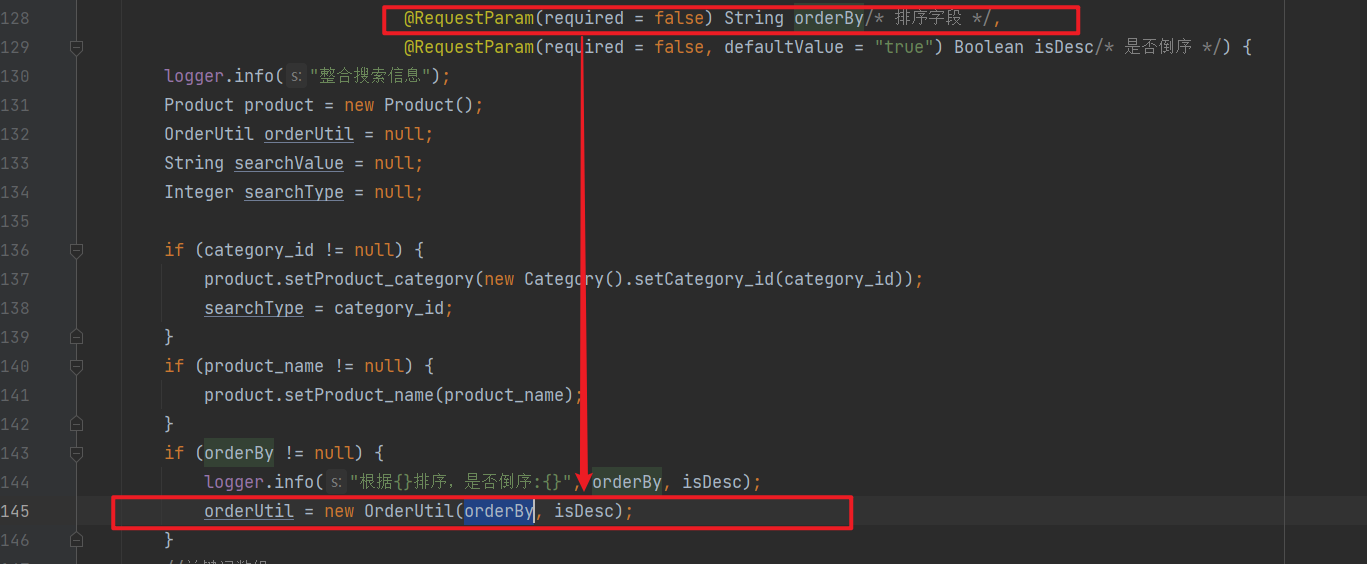 128 @RequestParam(required = false) String orderBy/* 排序字段 */,
129 @RequestParam(required = false, defaultValue = "true") Boolean isDesc/* 是否倒序 */) {
130 logger.info( s: "整合搜索信息");
131 Product product = new Product();
132 OrderUtil orderUtil = null;
133 String searchValue = null;
134 Integer searchType = null;
135
136 if (category_id != null) {
137 product.setProduct_category(new Category().setCategory_id(category_id));
138 searchType = category_id;
139 }
140 if (product_name != null) {
141 product.setProduct_name(product_name);
142 }
143 if (orderBy != null) {
144 logger.info( s: "根据{}排序，是否倒序:{}", orderBy, isDesc);
145 orderUtil = new OrderUtil(orderBy, isDesc);
146 }